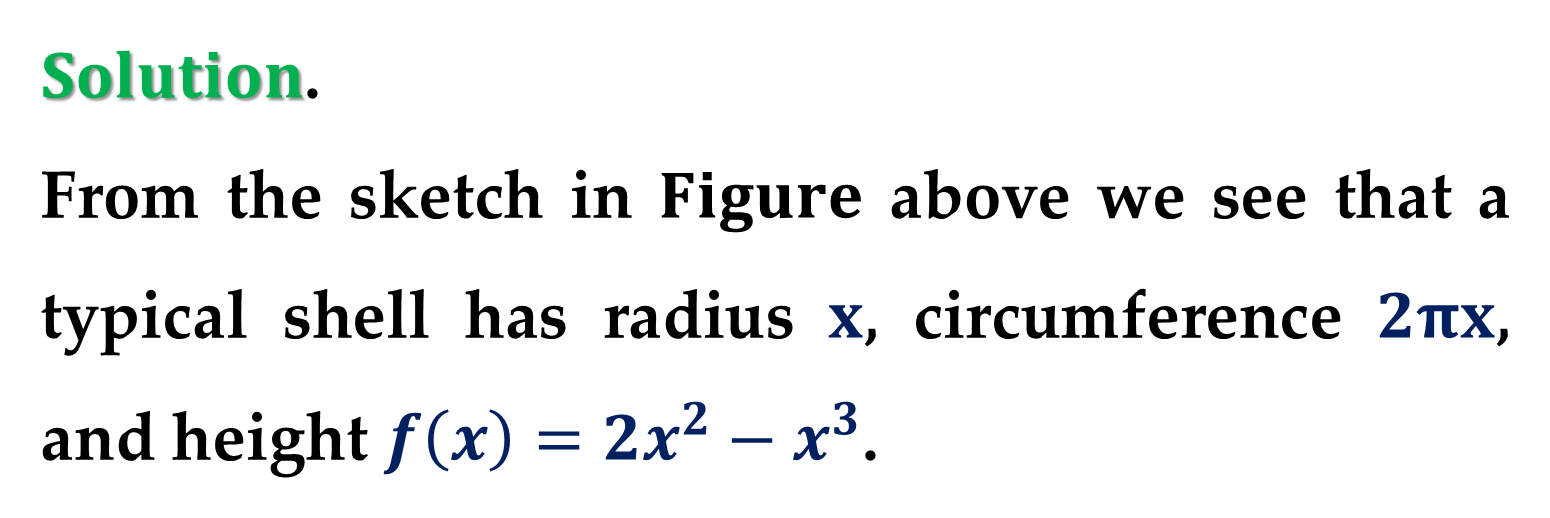 Solution.
From the sketch in Figure above we see that a
typical shell has radius x, circumference 2πx,
and height f(x) = 2x² − x³.